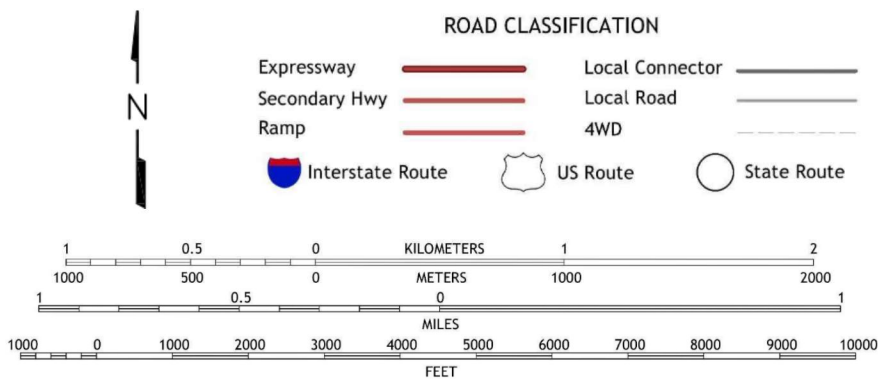 N
ROAD CLASSIFICATION
Expressway
Local Connector
Secondary Hwy
Local Road
Ramp
4WD
Interstate Route
US Route
State Route
1 0.5 0 KILOMETERS 1 2
1000 500 0 METERS 1000 2000
1 0.5 0 1
MILES
1000 0 1000 2000 3000 4000 5000 6000 7000 8000 9000 10000
FEET